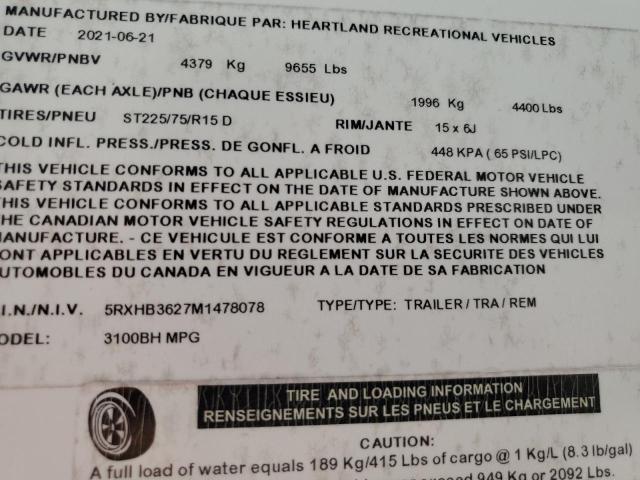 MANUFACTURED BY/FABRIQUE PAR: HEARTLAND RECREATIONAL VEHICLES
DATE 2021-06-21
GVWR/PNBV 4379 Kg 9655 Lbs
GAWR (EACH AXLE)/PNB (CHAQUE ESSIEU) 1996 Kg 4400 Lbs
TIRES/PNEU ST225/75/R15 D RIM/JANTE 15 x 6J
COLD INFL. PRESS./PRESS. DE GONFL. A FROID 448 KPA ( 65 PSI/LPC)
THIS VEHICLE CONFORMS TO ALL APPLICABLE U.S. FEDERAL MOTOR VEHICLE
SAFETY STANDARDS IN EFFECT ON THE DATE OF MANUFACTURE SHOWN ABOVE.
THIS VEHICLE CONFORMS TO ALL APPLICABLE STANDARDS PRESCRIBED UNDER
THE CANADIAN MOTOR VEHICLE SAFETY REGULATIONS IN EFFECT ON DATE OF
MANUFACTURE. - CE VEHICULE EST CONFORME A TOUTES LES NORMES QUI LUI
ONT APPLICABLES EN VERTU DU REGLEMENT SUR LA SECURITE DES VEHICLES
UTOMOBILES DU CANADA EN VIGUEUR A LA DATE DE SA FABRICATION
.I.N./N.I.V. 5RXHB3627M1478078 TYPE/TYPE: TRAILER / TRA / REM
ODEL: 3100BH MPG
TIRE AND LOADING INFORMATION
RENSEIGNEMENTS SUR LES PNEUS ET LE CHARGEMENT
CAUTION:
A full load of water equals 189 Kg/415 Lbs of cargo @ 1 Kg/L (8.3 lb/gal)
949 Kg or 2092 Lbs.